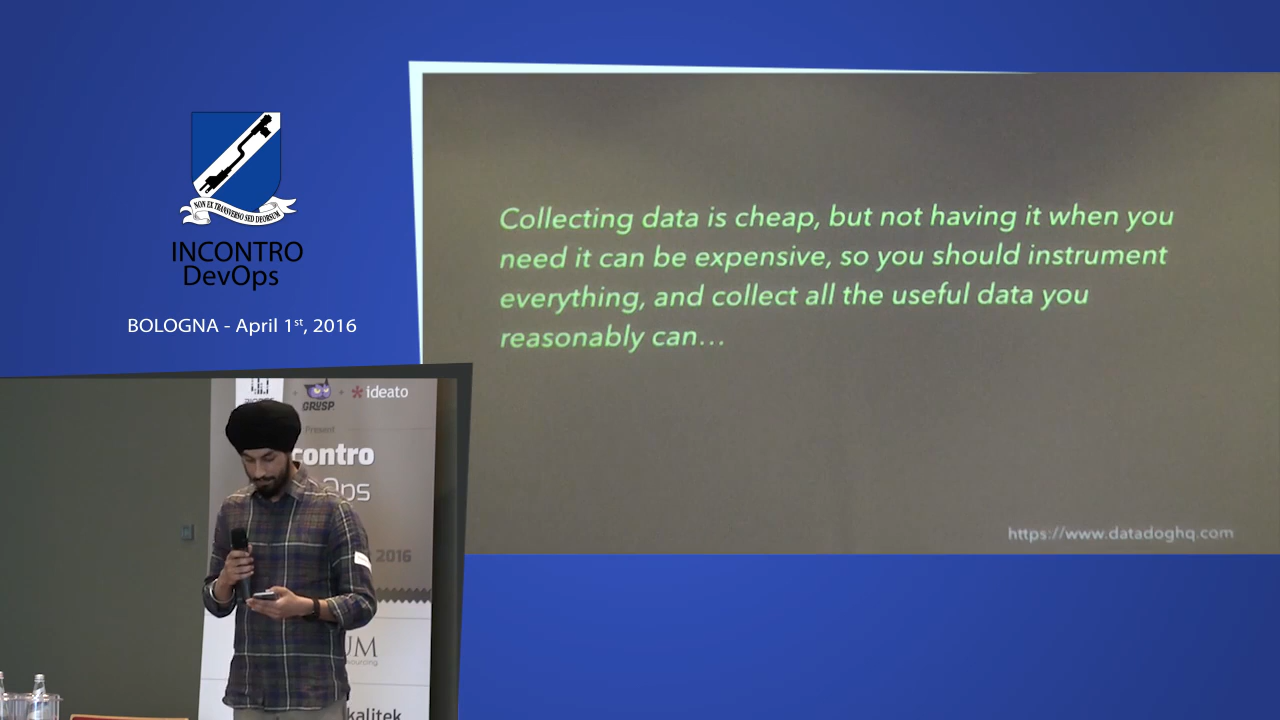 NON EX TRANSVERSO SED DEORSUM
INCONTRO
DevOps
BOLOGNA - April 1st, 2016
Collecting data is cheap, but not having it when you
need it can be expensive, so you should instrument
everything, and collect all the useful data you
reasonably can…
https://www.datadoghq.com
+ GRUSP + ideato
Present
contro
Ops
2016
UM
kalitek